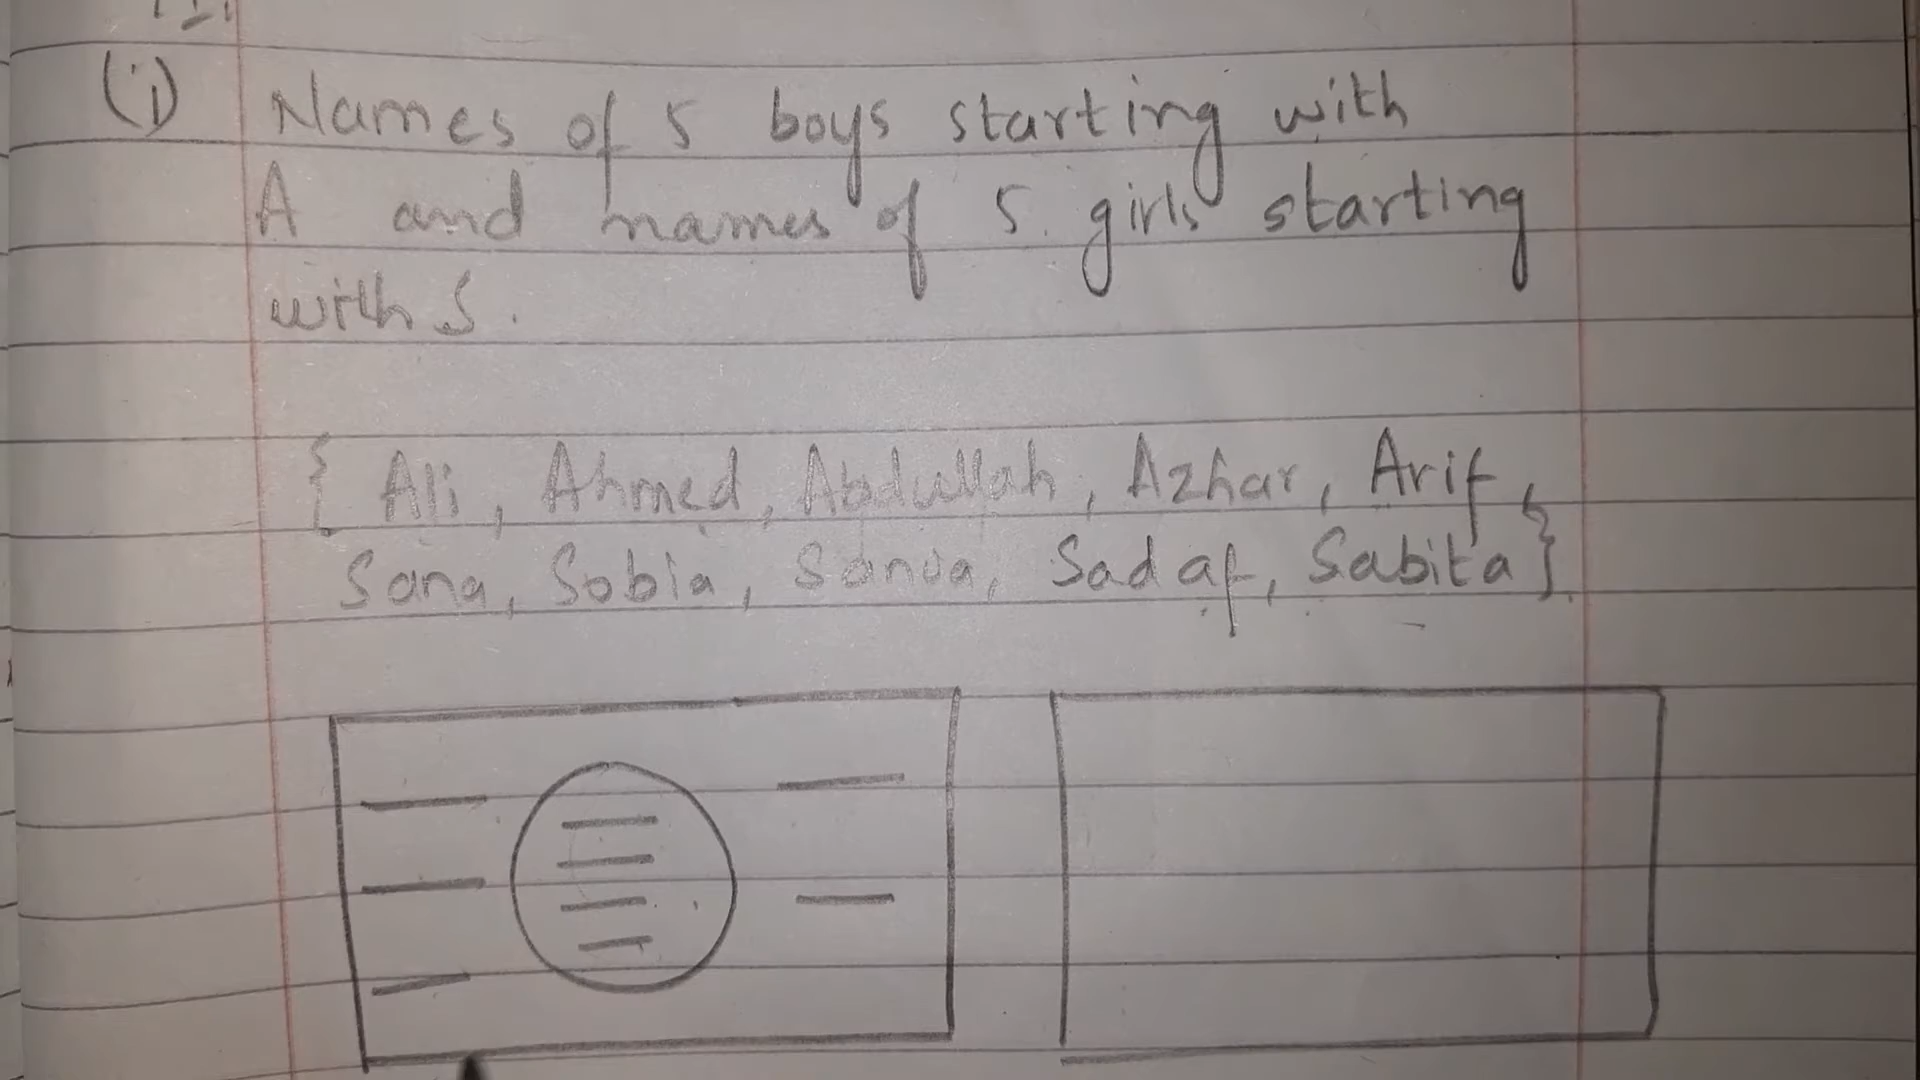 (i) Names of 5 boys starting with
A and names of 5. girls starting
with S.
{ Ali, Ahmed, Abdullah, Azhar, Arif,
Sana, Sobia, Sadaf, Sabita}.